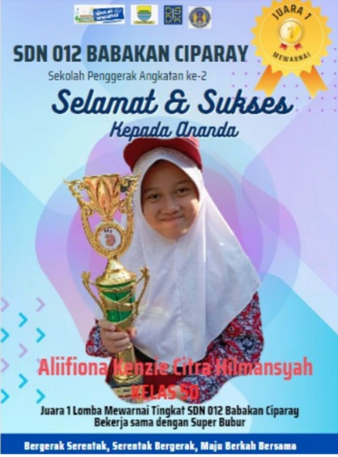 SDN 012 BABAKAN CIPARAY
Sekolah Penggerak Angkatan ke-2
JUARA 1
MEWARNAI
Selamat & Sukses
Kepada Ananda
Aliifiona Kenzie Citra Hilmansyah
KELAS 5B
Juara 1 Lomba Mewarnai Tingkat SDN 012 Babakan Ciparay
Bekerja sama dengan Super Bubur
Bergerak Serentak, Serentak Bergerak, Maju Berkah Bersama